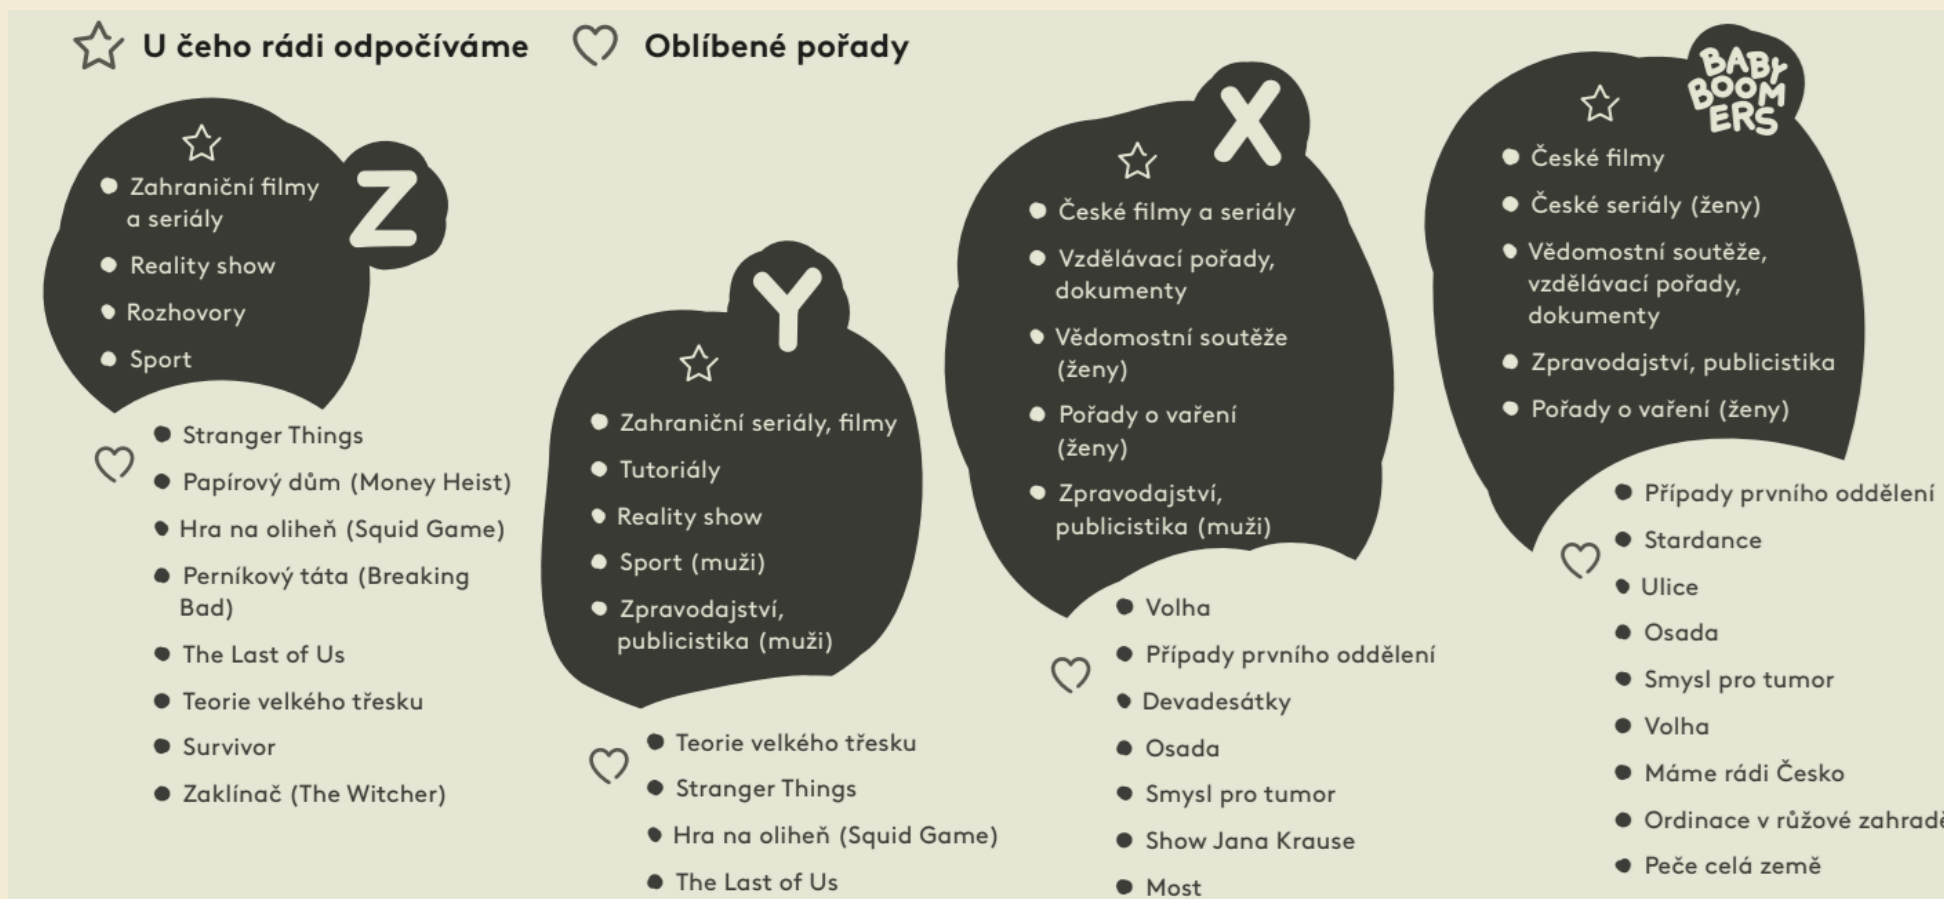 U čeho rádi odpočíváme
Oblíbené pořady
Z
Zahraniční filmy
a seriály
Reality show
Rozhovory
Sport
Stranger Things
Papírový dům (Money Heist)
Hra na oliheň (Squid Game)
Perníkový táta (Breaking
Bad)
The Last of Us
Teorie velkého třesku
Survivor
Zaklínač (The Witcher)
Y
Zahraniční seriály, filmy
Tutoriály
Reality show
Sport (muži)
Zpravodajství,
publicistika (muži)
Teorie velkého třesku
Stranger Things
Hra na oliheň (Squid Game)
The Last of Us
X
České filmy a seriály
Vzdělávací pořady,
dokumenty
Vědomostní soutěže
(ženy)
Pořady o vaření
(ženy)
Zpravodajství,
publicistika (muži)
Volha
Případy prvního oddělení
Devadesátky
Osada
Smysl pro tumor
Show Jana Krause
Most
BABY
BOOM
ERS
České filmy
České seriály (ženy)
Vědomostní soutěže,
vzdělávací pořady,
dokumenty
Zpravodajství, publicistika
Pořady o vaření (ženy)
Případy prvního oddělení
Stardance
Ulice
Osada
Smysl pro tumor
Volha
Máme rádi Česko
Ordinace v růžové zahradě
Peče celá země